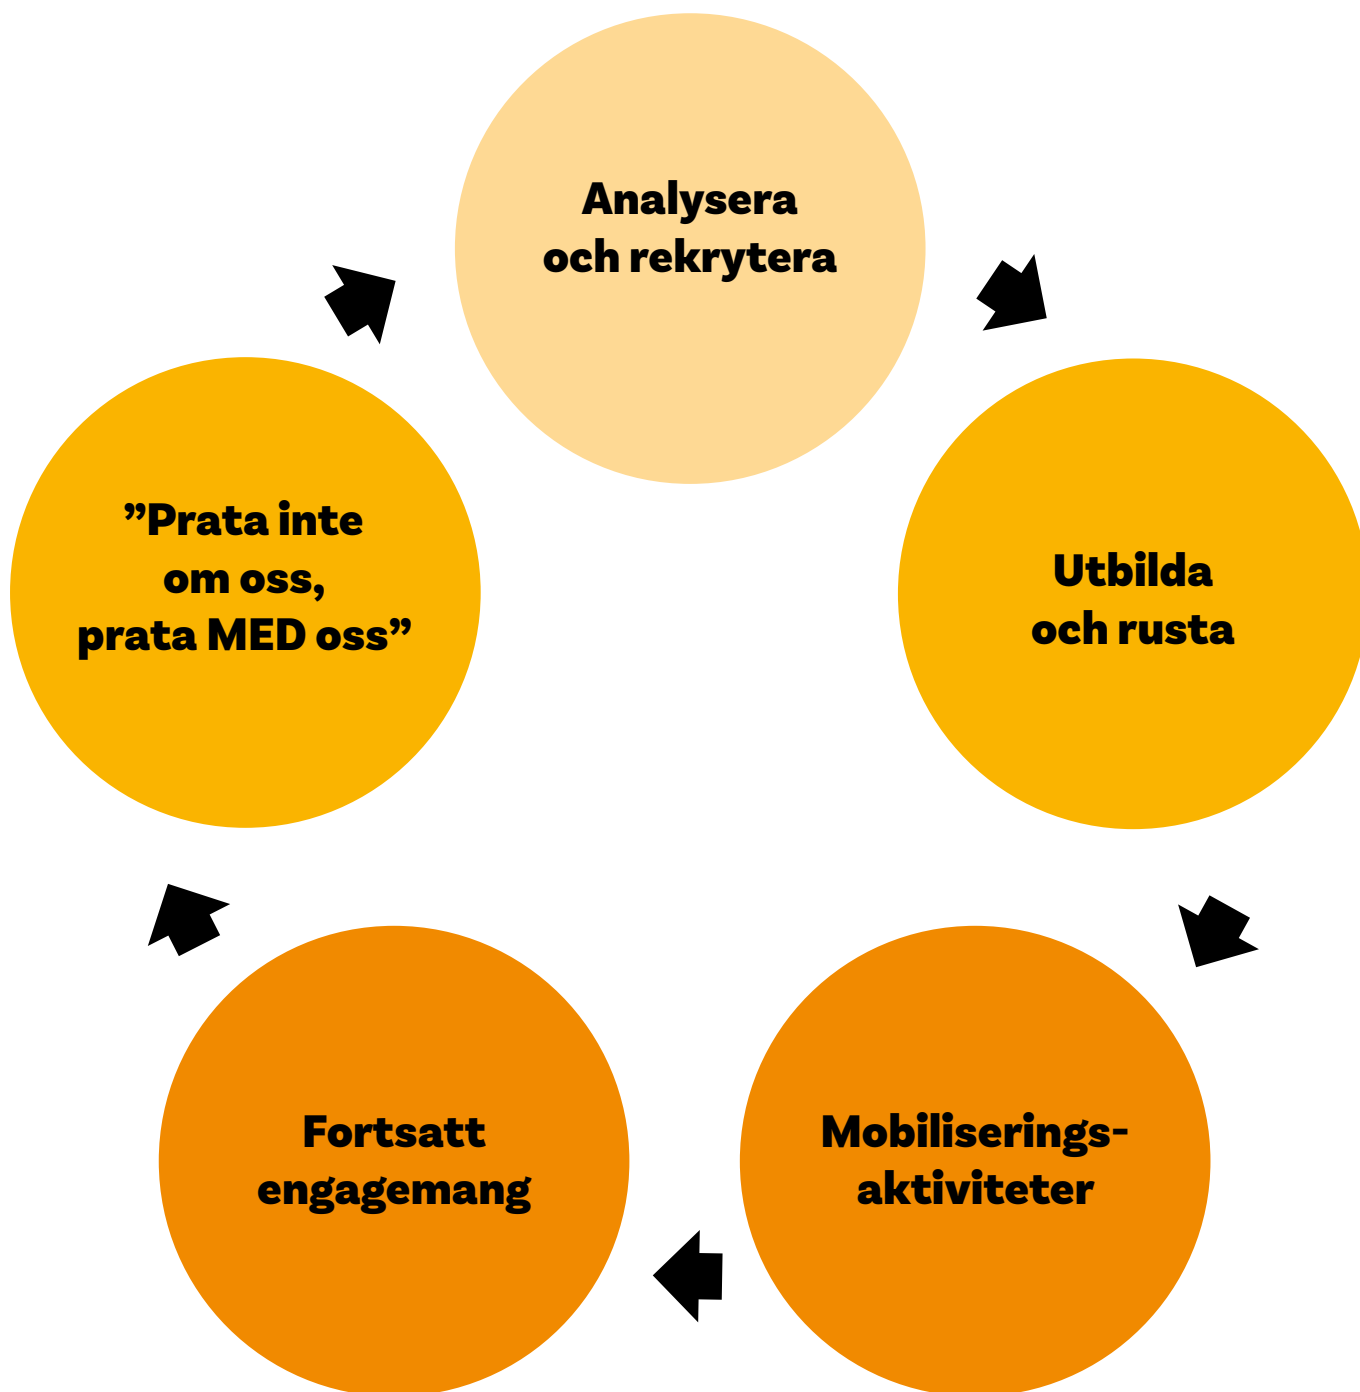 Analysera
och rekrytera
”Prata inte
om oss,
prata MED oss”
Utbilda
och rusta
Fortsatt
engagemang
Mobiliserings-
aktiviteter